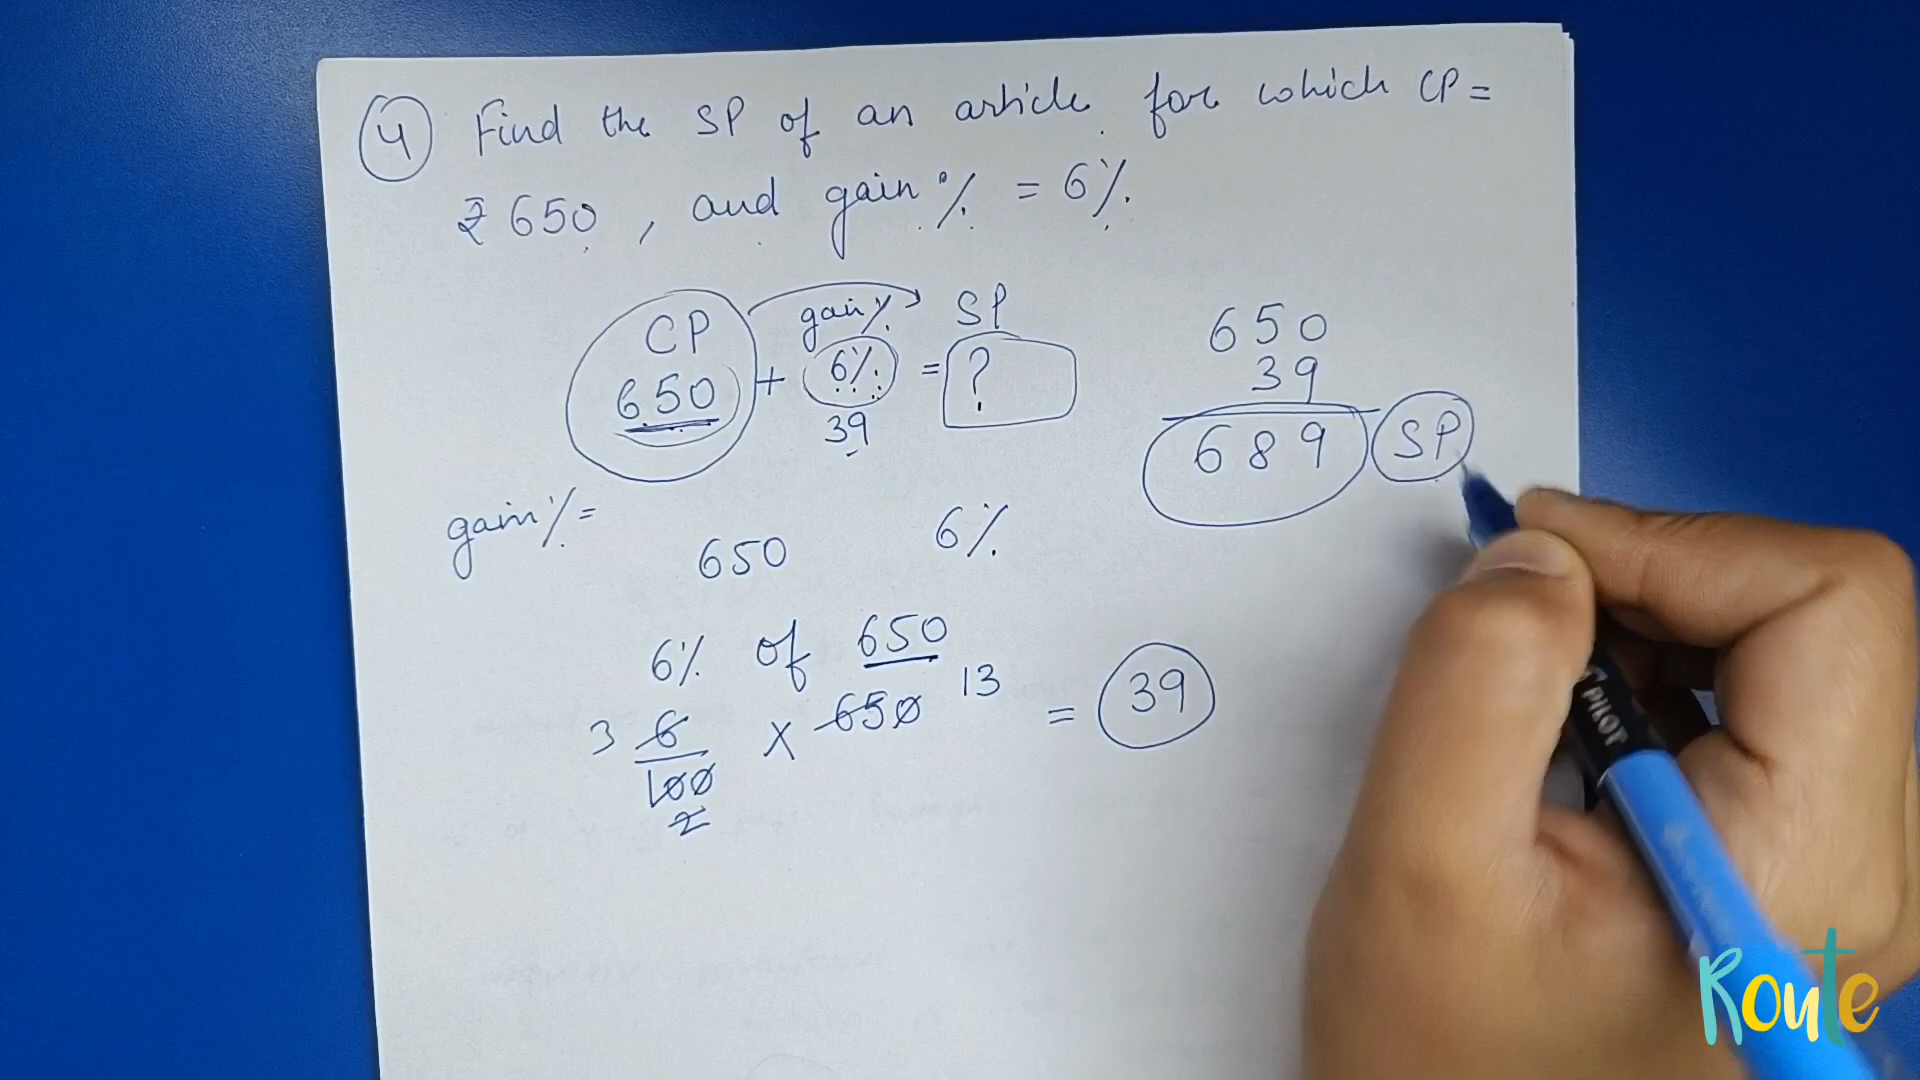 4 Find the SP of an article for which CP =
₹ 650 , and gain % = 6%.
CP gain% SP
650 + 6% = ?
39
650
39
689 SP
gain% =
650 6%
6% of 650
3 6 × 650 13 = 39
100
2
PILOT
Route